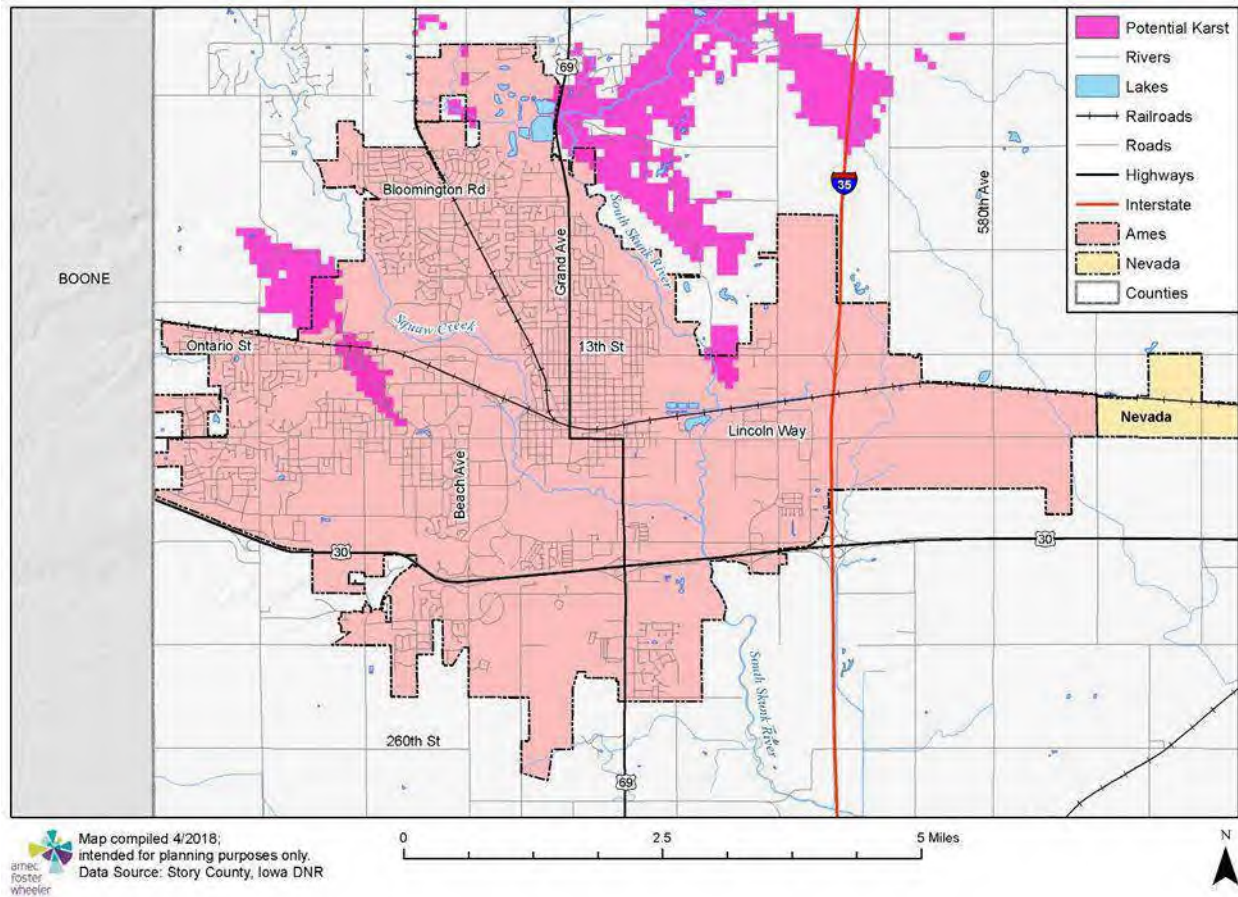 69
Potential Karst
Rivers
Lakes
Railroads
Roads
Highways
Interstate
Ames
Nevada
Counties
35
580th Ave
Bloomington Rd
Grand Ave
South Skunk River
BOONE
Squaw Creek
Ontario St
13th St
Lincoln Way
Nevada
Beach Ave
30
30
South Skunk River
260th St
69
Map compiled 4/2018;
intended for planning purposes only.
Data Source: Story County, Iowa DNR
amec
foster
wheeler
0 2.5 5 Miles
N